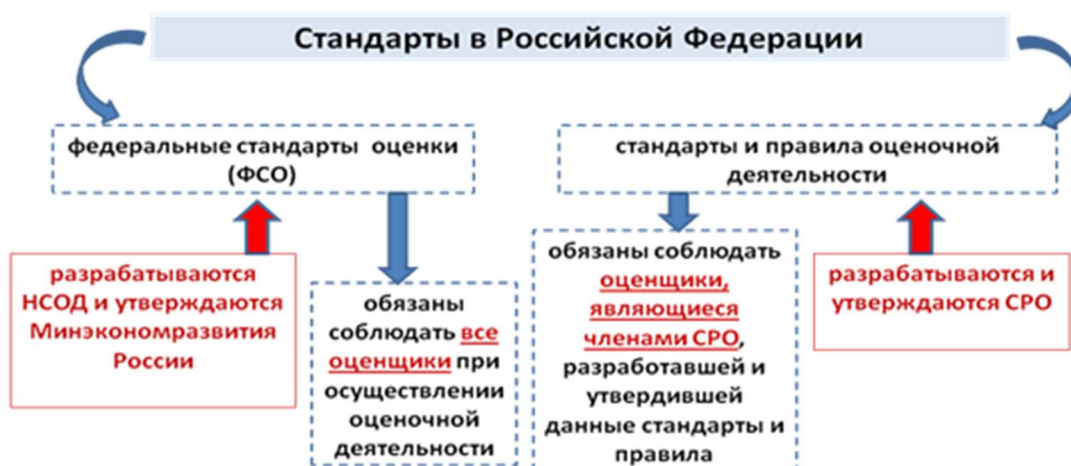 Стандарты в Российской Федерации
федеральные стандарты оценки
(ФСО)
стандарты и правила оценочной
деятельности
разрабатываются
НСОД и утверждаются
Минэкономразвития
России
обязаны
соблюдать все
оценщики при
осуществлении
оценочной
деятельности
обязаны соблюдать
оценщики,
являющиеся
членами СРО,
разработавшей и
утвердившей
данные стандарты и
правила
разрабатываются и
утверждаются СРО